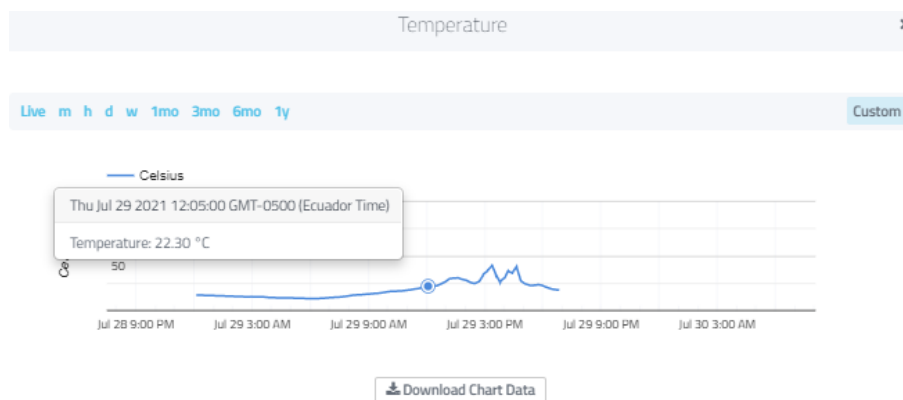 Temperature
Live m h d w 1mo 3mo 6mo 1y Custom
Celsius
Thu Jul 29 2021 12:05:00 GMT-0500 (Ecuador Time)
Temperature: 22.30 °C
50
Jul 28 9:00 PM Jul 29 3:00 AM Jul 29 9:00 AM Jul 29 3:00 PM Jul 29 9:00 PM Jul 30 3:00 AM
Download Chart Data